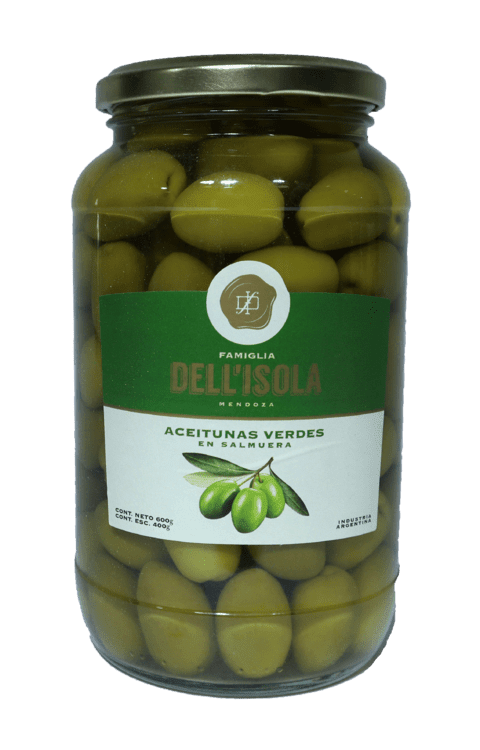 FAMIGLIA
DELL'ISOLA
MENDOZA
ACEITUNAS VERDES
EN SALMUERA
CONT. NETO 600g
CONT. ESC. 400g
INDUSTRIA
ARGENTINA